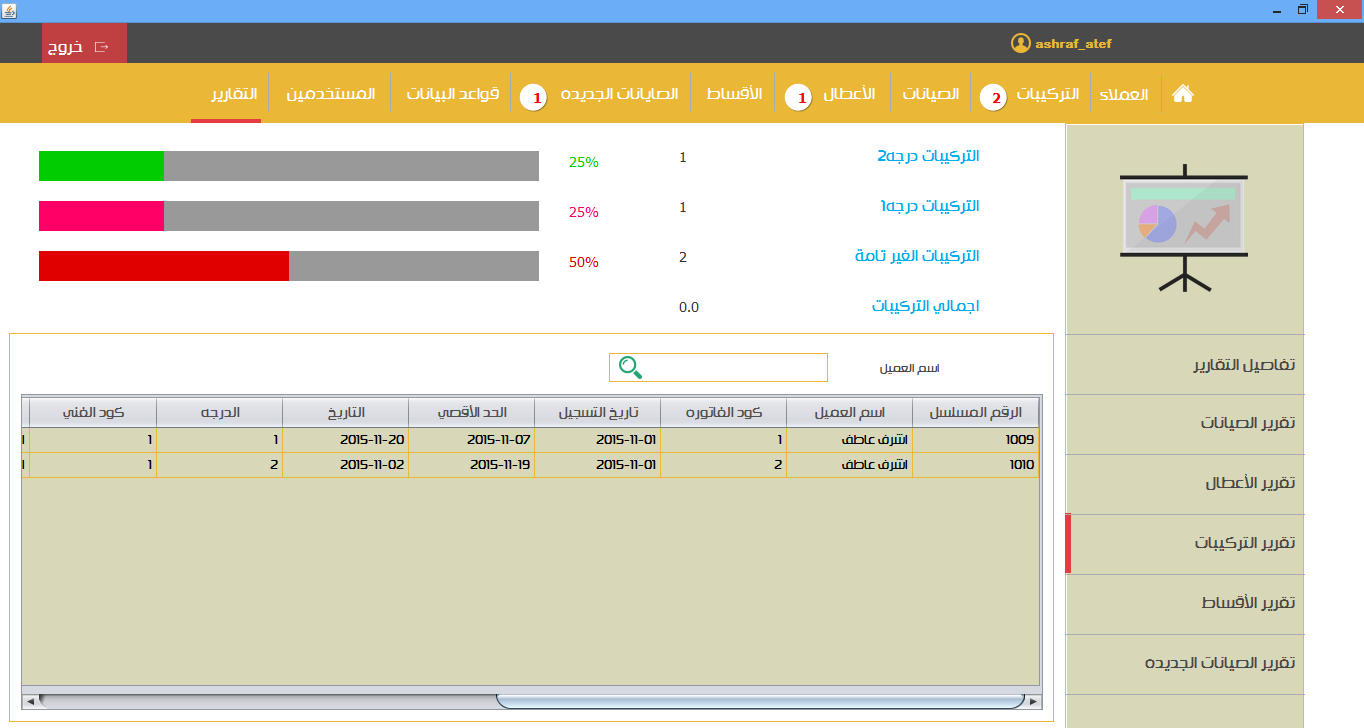 ashraf_atef
خروج
العملاء
التركيبات 2
الصيانات
الأعطال 1
الأقساط
الصايانات الجديده 1
قواعد البيانات
المستخدمين
التقارير
التركيبات درجه2 1 25%
التركيبات درجه1 1 25%
التركيبات الغير تامة 2 50%
اجمالي التركيبات 0.0
تفاصيل التقارير
تقرير الصيانات
تقرير الأعطال
تقرير التركيبات
تقرير الأقساط
تقرير الصيانات الجديده
اسم العميل
الرقم المسلسل اسم العميل كود الفاتوره تاريخ التسجيل الحد الأقصي التاريخ الدرجه كود الفني
1009 اشرف عاطف 1 2015-11-01 2015-11-07 2015-11-20 1 1
1010 اشرف عاطف 2 2015-11-01 2015-11-19 2015-11-02 2 1